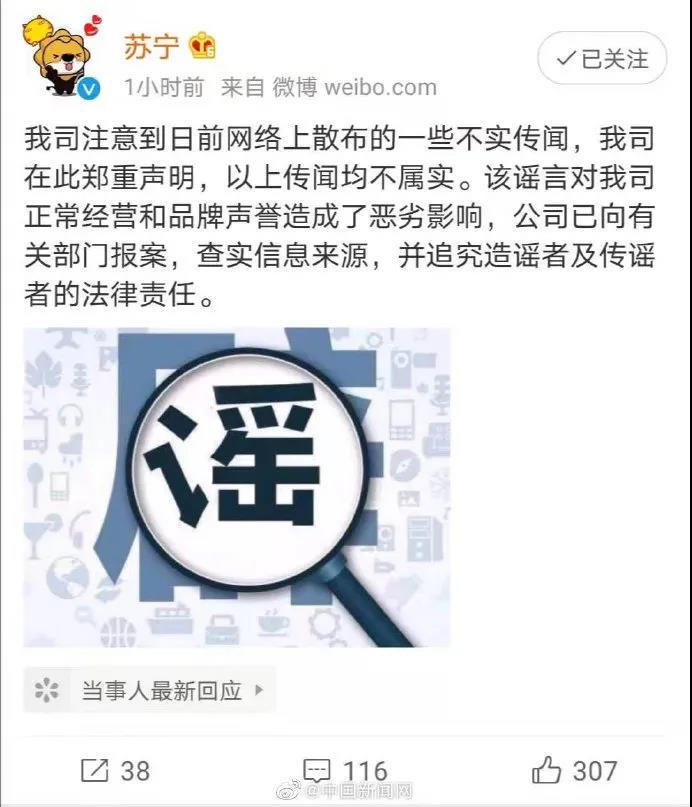 苏宁
已关注
1小时前 来自 微博 weibo.com
我司注意到日前网络上散布的一些不实传闻，我司
在此郑重声明，以上传闻均不属实。该谣言对我司
正常经营和品牌声誉造成了恶劣影响，公司已向有
关部门报案，查实信息来源，并追究造谣者及传谣
者的法律责任。
谣
当事人最新回应
38
116
307
@中国新闻网